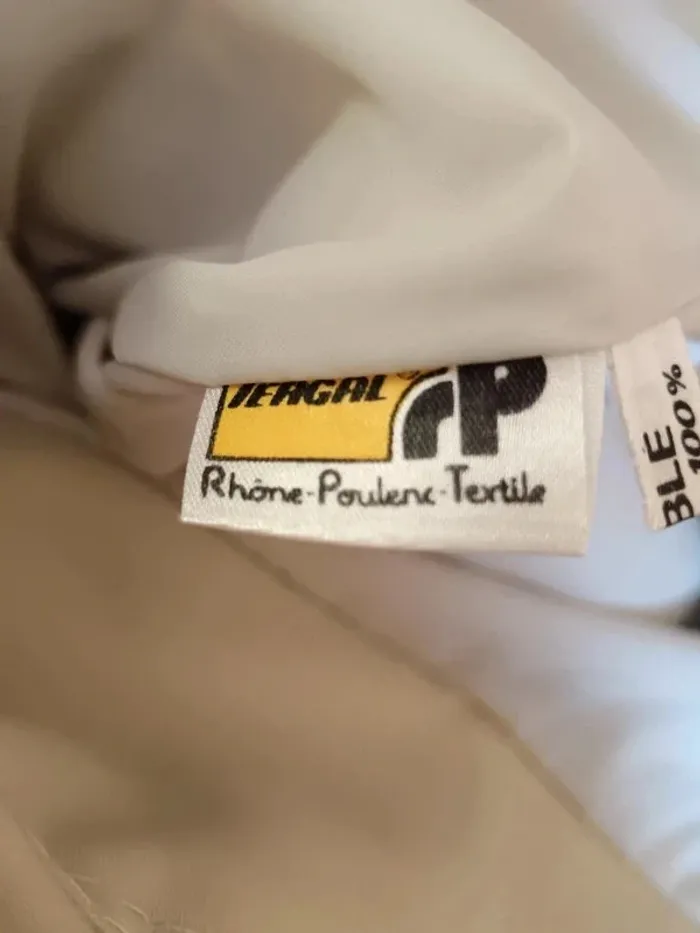 TERGAL
rP
Rhône-Poulenc-Textile
BLE
100%